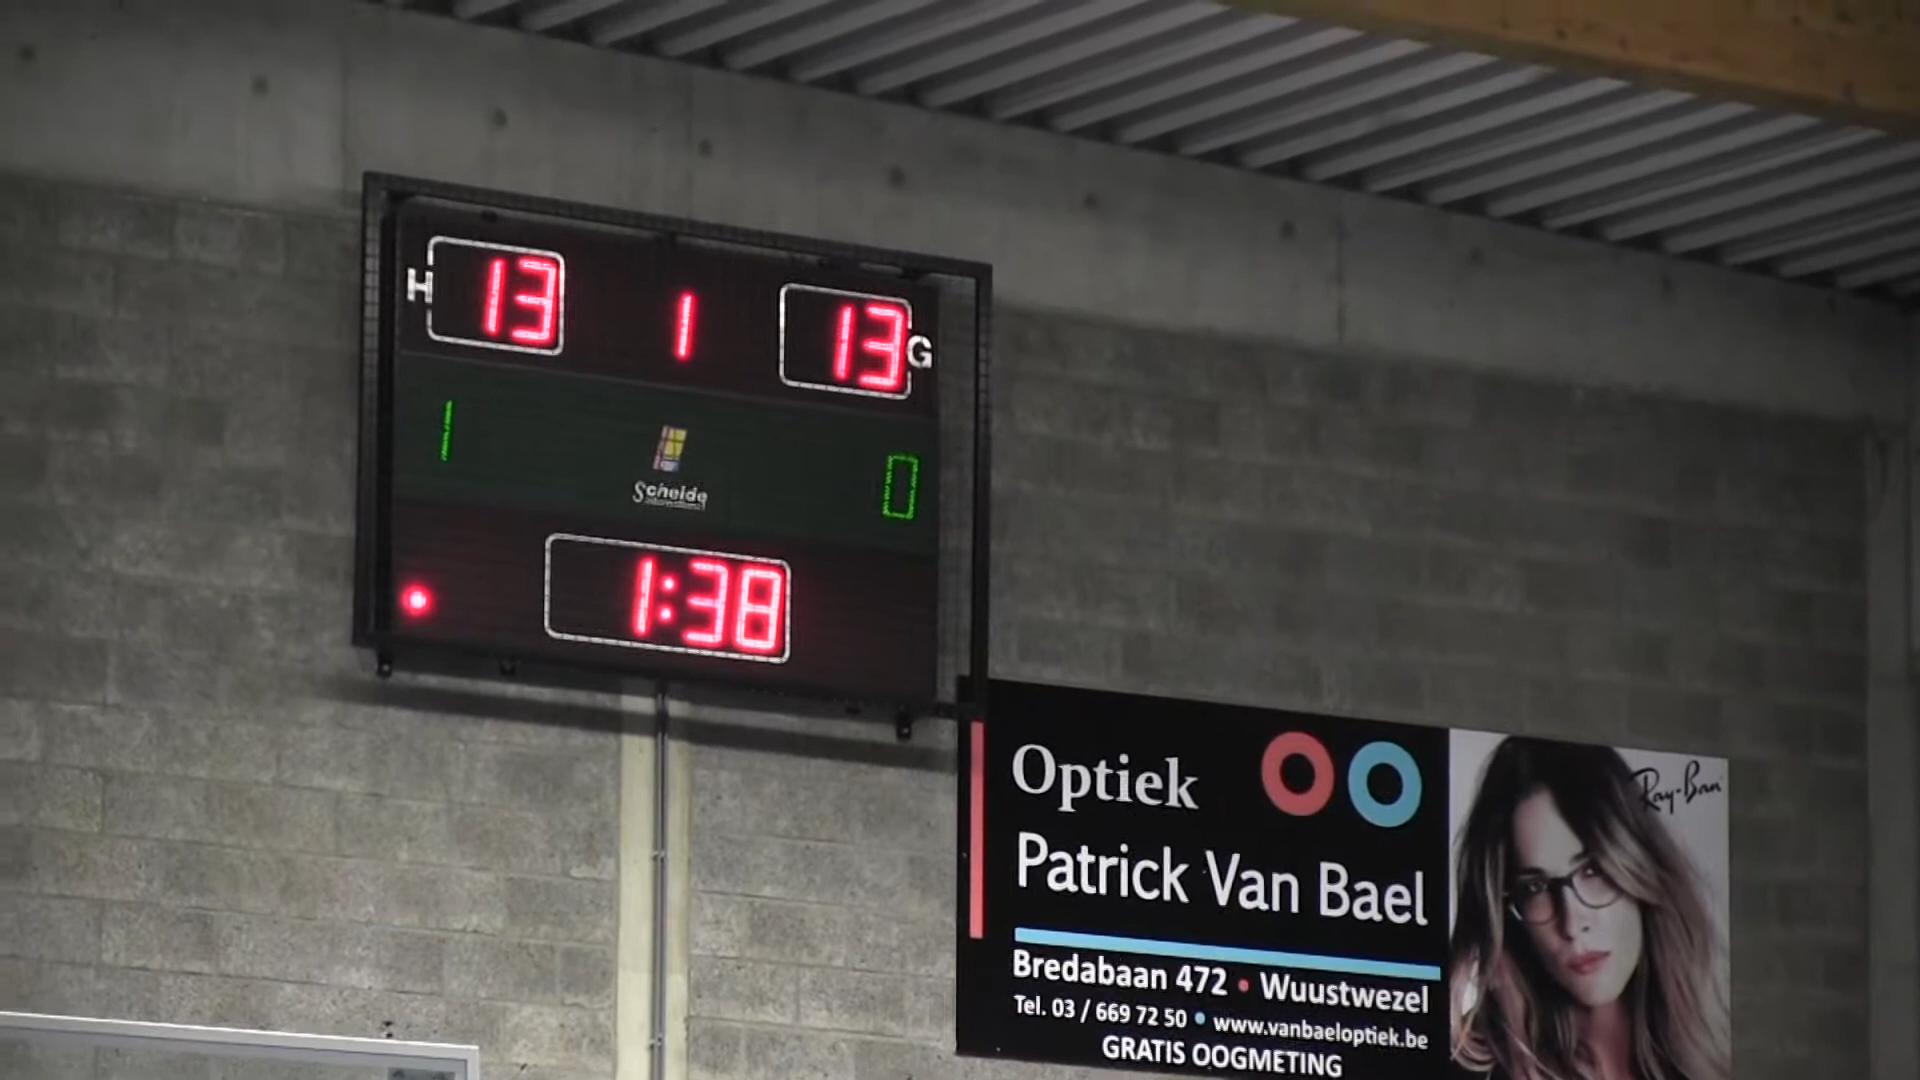 H 13 1 13 G
1 0
Scheide
1:38
Optiek
Patrick Van Bael
Bredabaan 472 • Wuustwezel
Tel. 03 / 669 72 50 • www.vanbaeloptiek.be
GRATIS OOGMETING
Ray-Ban